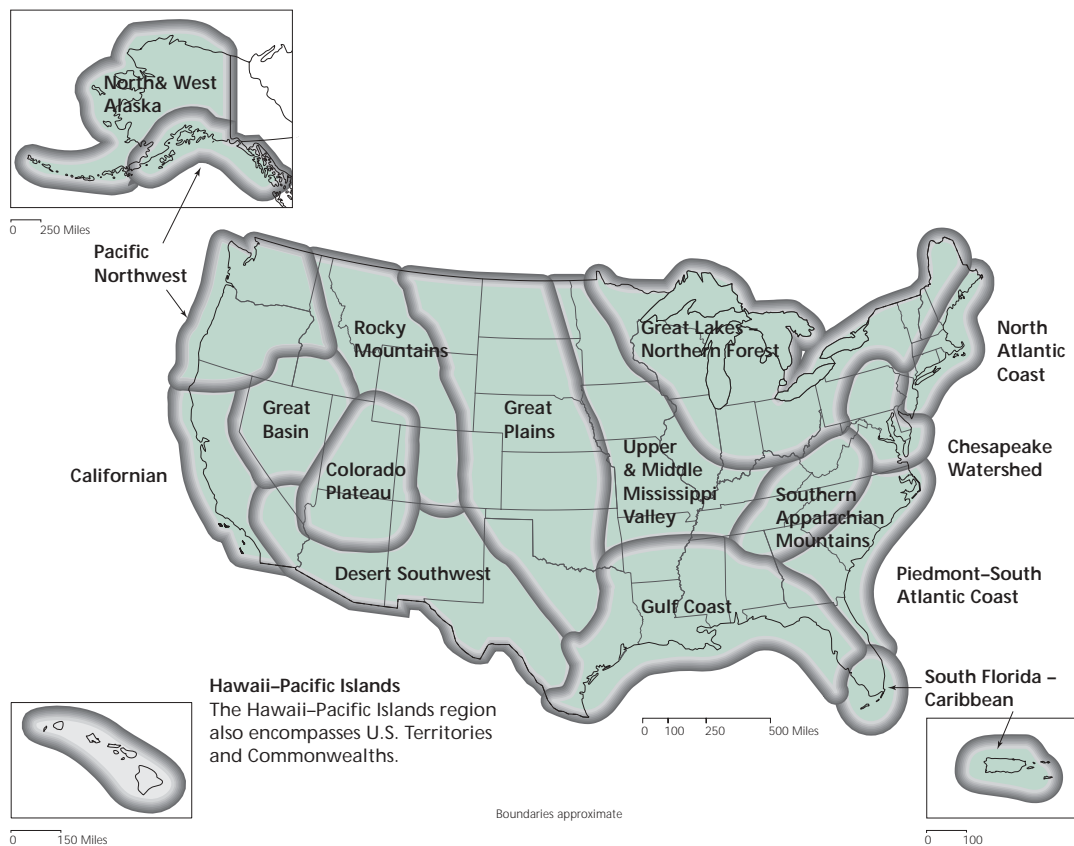 North& West
Alaska
0 250 Miles
Pacific
Northwest
Rocky
Mountains
Great Lakes–
Northern Forest
North
Atlantic
Coast
Great
Basin
Great
Plains
Californian
Colorado
Plateau
Upper
& Middle
Mississippi
Valley
Chesapeake
Watershed
Southern
Appalachian
Mountains
Desert Southwest
Gulf Coast
Piedmont–South
Atlantic Coast
South Florida –
Caribbean
Hawaii–Pacific Islands
The Hawaii–Pacific Islands region
also encompasses U.S. Territories
and Commonwealths.
0 100 250 500 Miles
Boundaries approximate
0 150 Miles
0 100